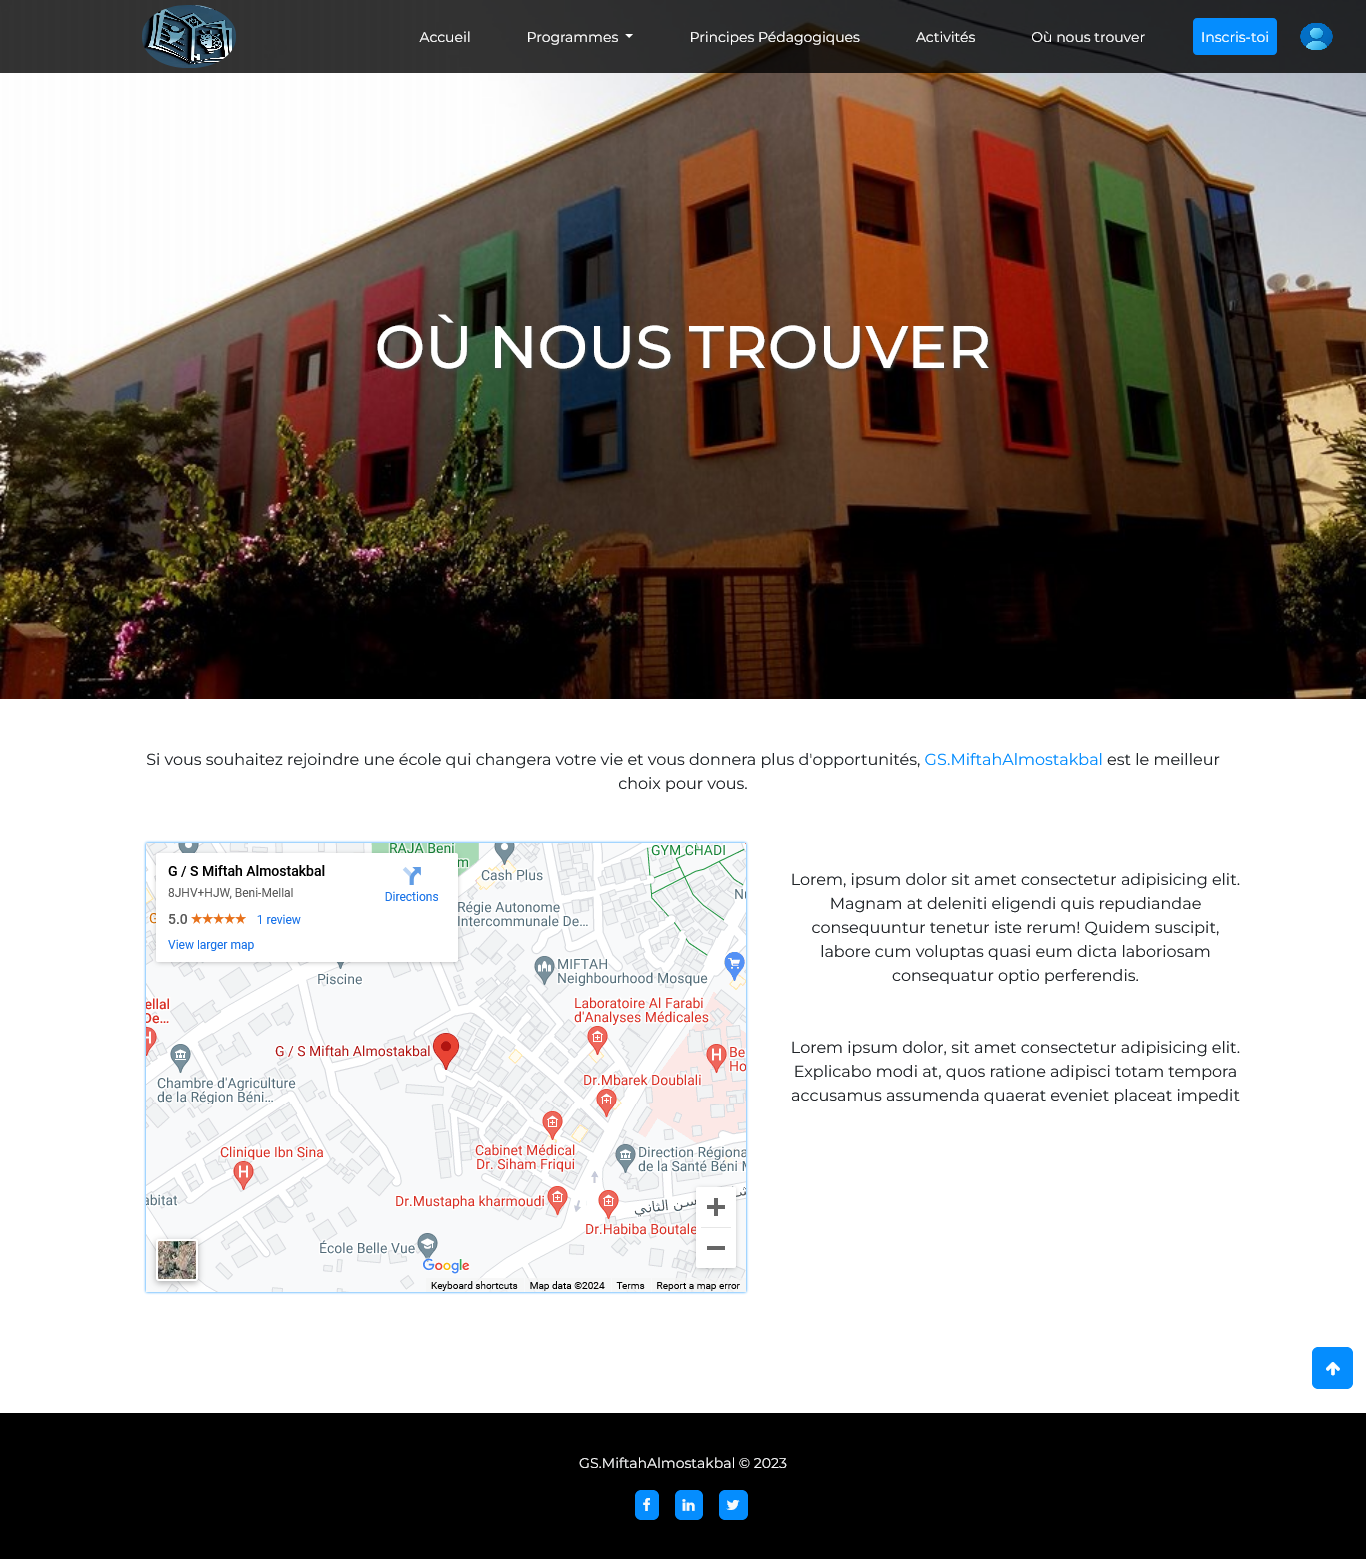 Accueil
Programmes
Principes Pédagogiques
Activités
Où nous trouver
Inscris-toi
OÙ NOUS TROUVER
Si vous souhaitez rejoindre une école qui changera votre vie et vous donnera plus d'opportunités, GS.MiftahAlmostakbal est le meilleur
choix pour vous.
G / S Miftah Almostakbal
8JHV+HJW, Beni-Mellal
5.0
1 review
View larger map
Directions
RAJA Beni
Cash Plus
GYM CHADI
Régie Autonome
Intercommunale De...
Piscine
MIFTAH
Neighbourhood Mosque
ellal
De...
Laboratoire Al Farabi
d'Analyses Médicales
G / S Miftah Almostakbal
Be
Ho
Chambre d'Agriculture
de la Région Béni...
Dr.Mbarek Doublali
Clinique Ibn Sina
Cabinet Médical
Dr. Siham Friqui
Direction Régiona
de la Santé Béni M
abitat
Dr.Mustapha kharmoudi
سن الثاني
Dr.Habiba Boutale
École Belle Vue
Google
Keyboard shortcuts
Map data ©2024
Terms
Report a map error
Lorem, ipsum dolor sit amet consectetur adipisicing elit.
Magnam at deleniti eligendi quis repudiandae
consequuntur tenetur iste rerum! Quidem suscipit,
labore cum voluptas quasi eum dicta laboriosam
consequatur optio perferendis.
Lorem ipsum dolor, sit amet consectetur adipisicing elit.
Explicabo modi at, quos ratione adipisci totam tempora
accusamus assumenda quaerat eveniet placeat impedit
GS.MiftahAlmostakbal © 2023